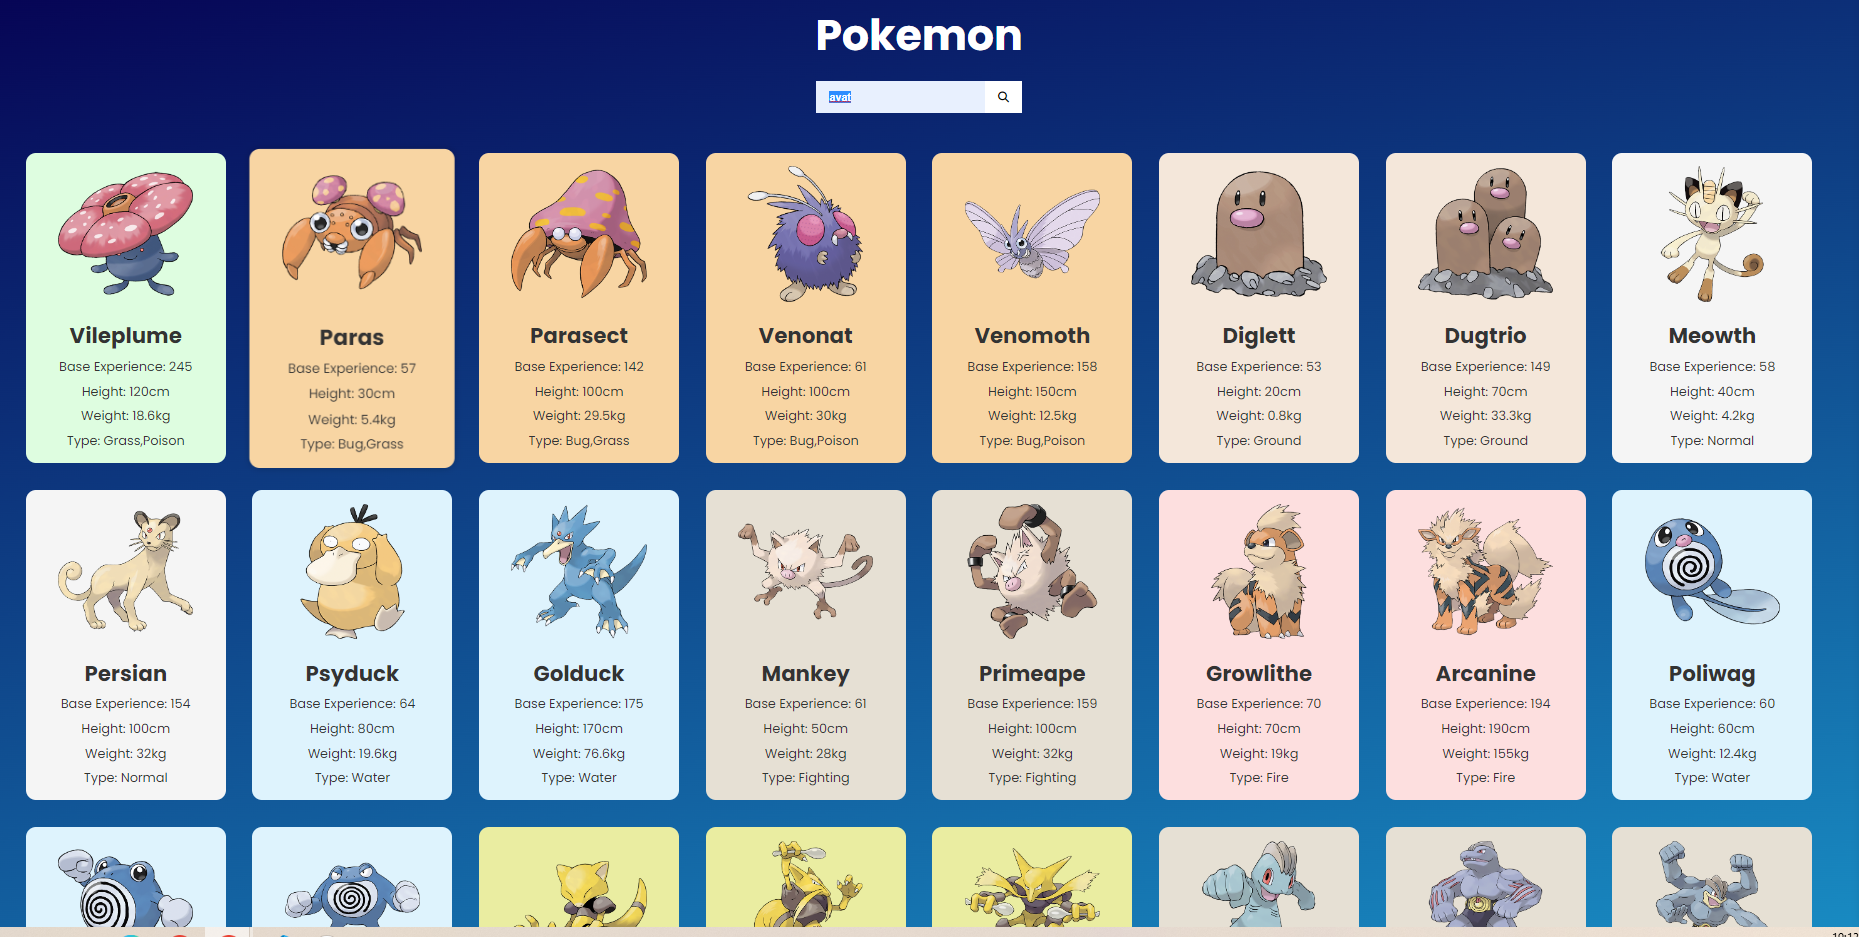 Pokemon
avat
Vileplume
Base Experience: 245
Height: 120cm
Weight: 18.6kg
Type: Grass,Poison
Paras
Base Experience: 57
Height: 30cm
Weight: 5.4kg
Type: Bug,Grass
Parasect
Base Experience: 142
Height: 100cm
Weight: 29.5kg
Type: Bug,Grass
Venonat
Base Experience: 61
Height: 100cm
Weight: 30kg
Type: Bug,Poison
Venomoth
Base Experience: 158
Height: 150cm
Weight: 12.5kg
Type: Bug,Poison
Diglett
Base Experience: 53
Height: 20cm
Weight: 0.8kg
Type: Ground
Dugtrio
Base Experience: 149
Height: 70cm
Weight: 33.3kg
Type: Ground
Meowth
Base Experience: 58
Height: 40cm
Weight: 4.2kg
Type: Normal
Persian
Base Experience: 154
Height: 100cm
Weight: 32kg
Type: Normal
Psyduck
Base Experience: 64
Height: 80cm
Weight: 19.6kg
Type: Water
Golduck
Base Experience: 175
Height: 170cm
Weight: 76.6kg
Type: Water
Mankey
Base Experience: 61
Height: 50cm
Weight: 28kg
Type: Fighting
Primeape
Base Experience: 159
Height: 100cm
Weight: 32kg
Type: Fighting
Growlithe
Base Experience: 70
Height: 70cm
Weight: 19kg
Type: Fire
Arcanine
Base Experience: 194
Height: 190cm
Weight: 155kg
Type: Fire
Poliwag
Base Experience: 60
Height: 60cm
Weight: 12.4kg
Type: Water